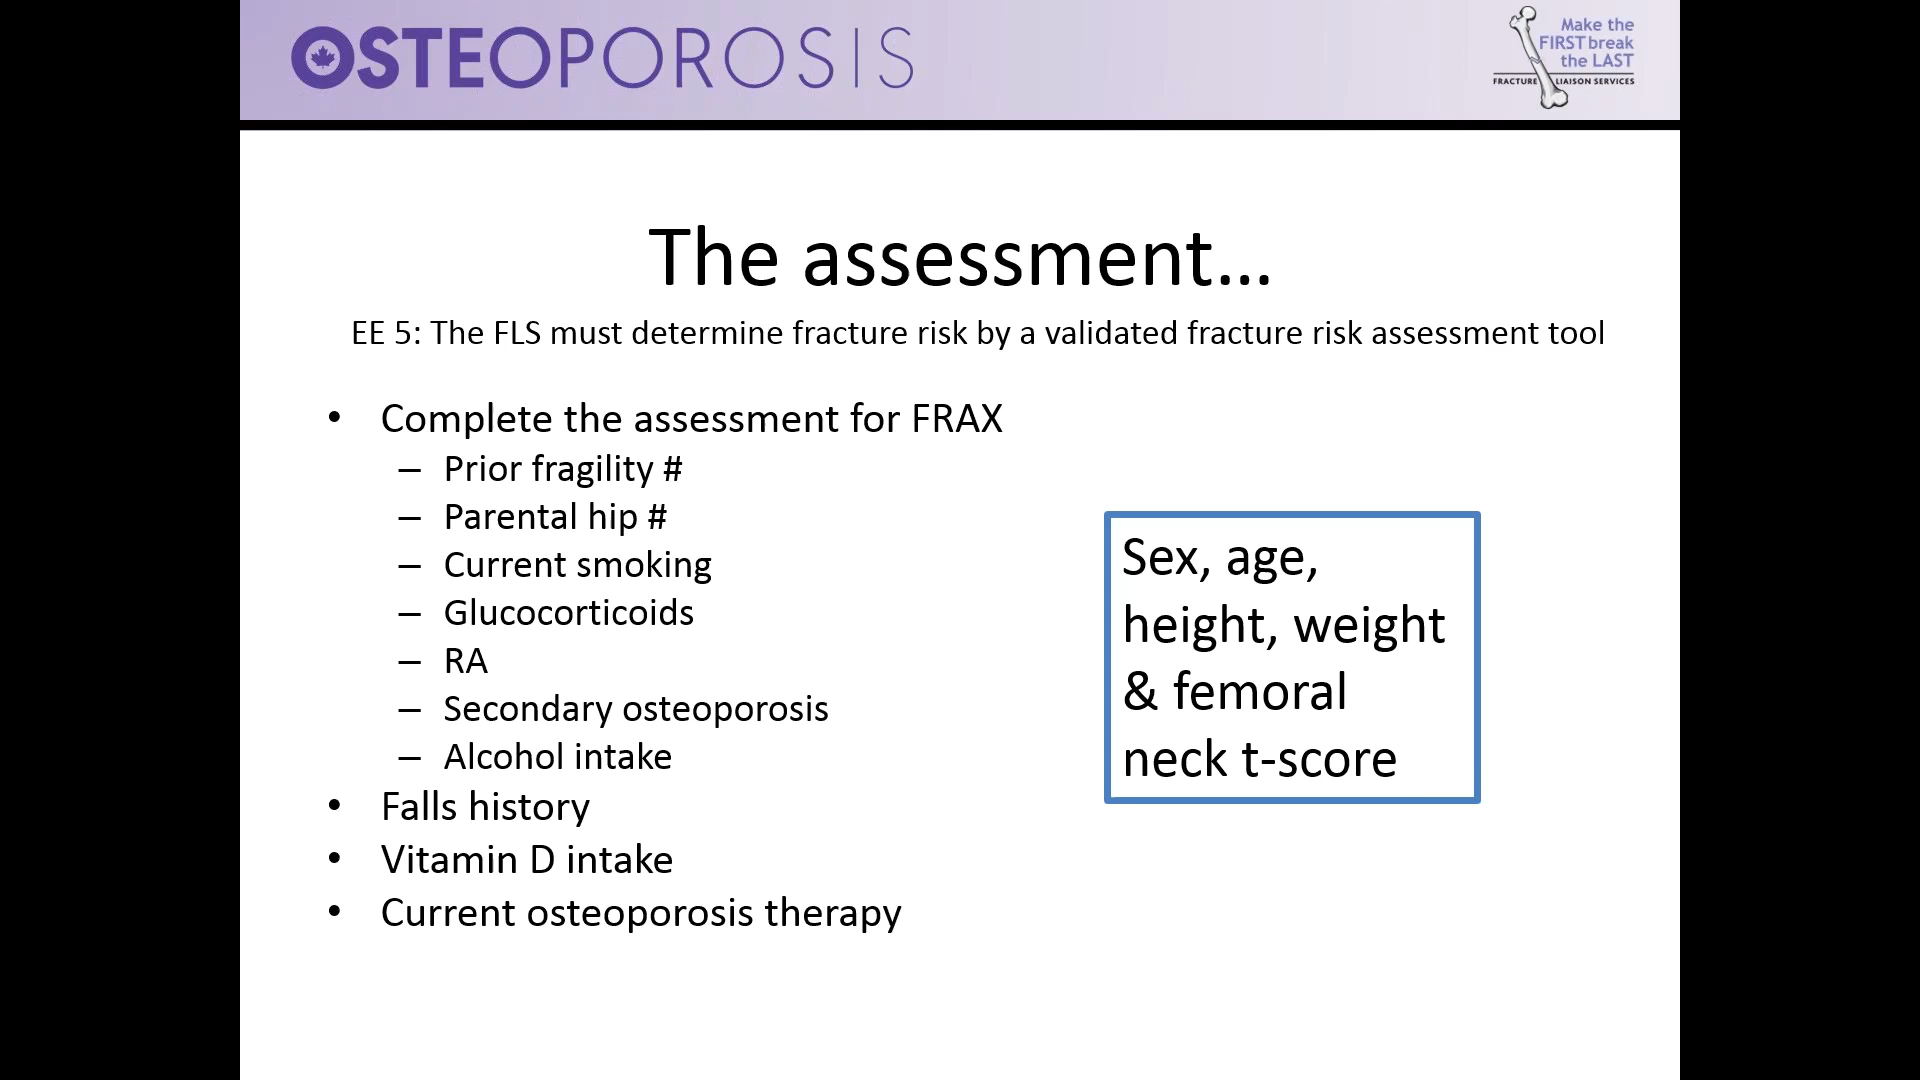 OSTEOPOROSIS
Make the
FIRST break
the LAST
FRACTURE LIAISON SERVICES
The assessment...
EE 5: The FLS must determine fracture risk by a validated fracture risk assessment tool
• Complete the assessment for FRAX
– Prior fragility #
– Parental hip #
– Current smoking
– Glucocorticoids
– RA
– Secondary osteoporosis
– Alcohol intake
• Falls history
• Vitamin D intake
• Current osteoporosis therapy
Sex, age,
height, weight
& femoral
neck t-score